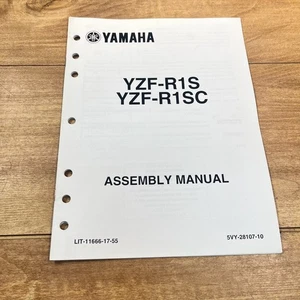 YAMAHA
YZF-R1S
YZF-R1SC
ASSEMBLY MANUAL
LIT-11666-17-55
5VY-28107-10